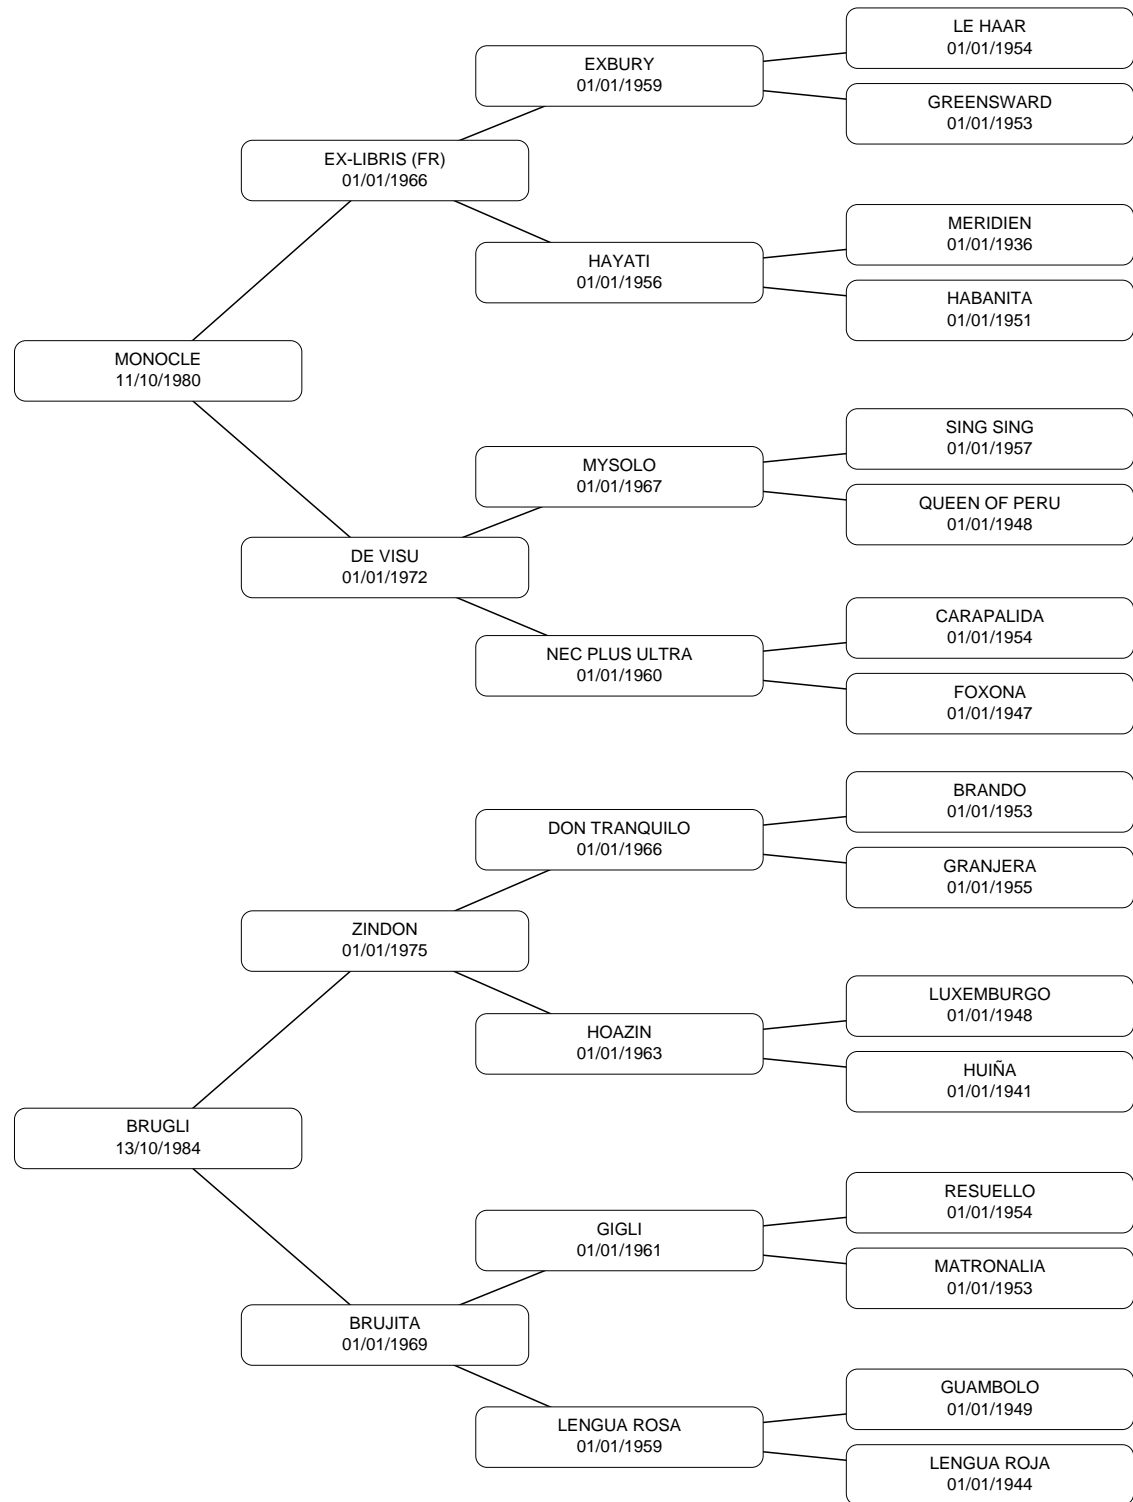 LE HAAR
01/01/1954
EXBURY
01/01/1959
GREENSWARD
01/01/1953
EX-LIBRIS (FR)
01/01/1966
MERIDIEN
01/01/1936
HAYATI
01/01/1956
HABANITA
01/01/1951
MONOCLE
11/10/1980
SING SING
01/01/1957
MYSOLO
01/01/1967
QUEEN OF PERU
01/01/1948
DE VISU
01/01/1972
CARAPALIDA
01/01/1954
NEC PLUS ULTRA
01/01/1960
FOXONA
01/01/1947
BRANDO
01/01/1953
DON TRANQUILO
01/01/1966
GRANJERA
01/01/1955
ZINDON
01/01/1975
LUXEMBURGO
01/01/1948
HOAZIN
01/01/1963
HUIÑA
01/01/1941
BRUGLI
13/10/1984
RESUELLO
01/01/1954
GIGLI
01/01/1961
MATRONALIA
01/01/1953
BRUJITA
01/01/1969
GUAMBOLO
01/01/1949
LENGUA ROSA
01/01/1959
LENGUA ROJA
01/01/1944